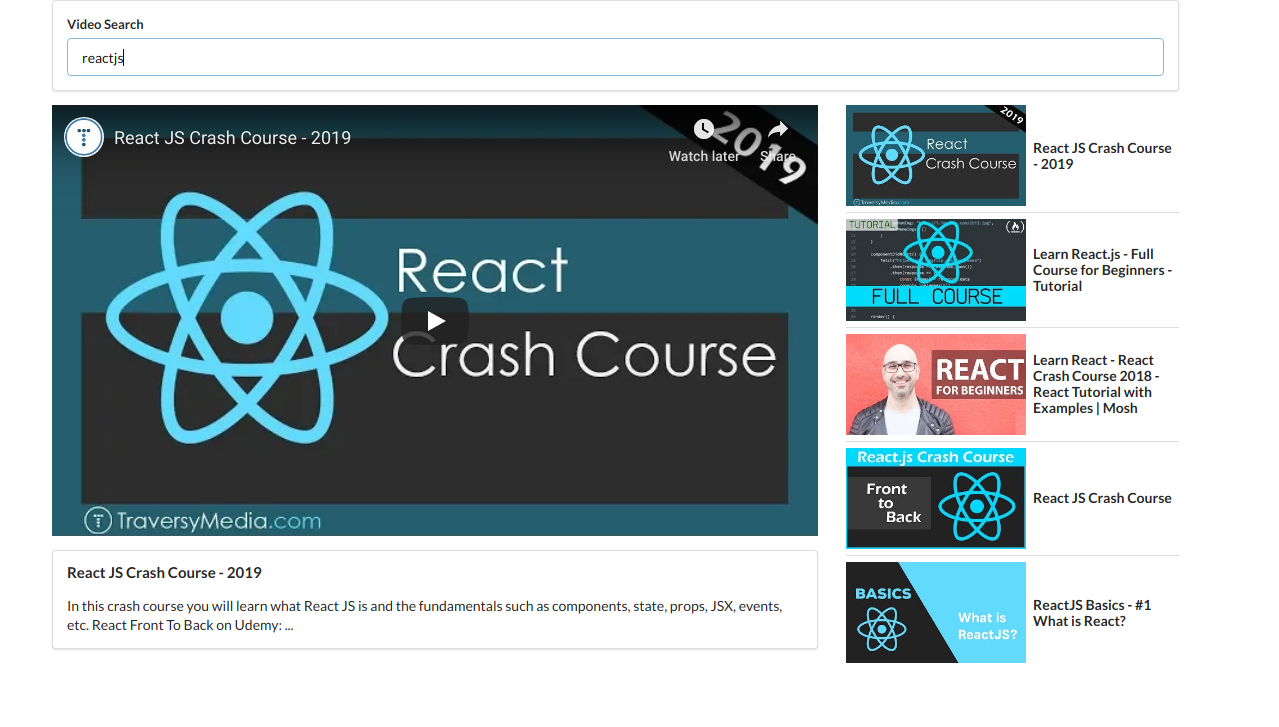 Video Search
reactjs
React JS Crash Course - 2019
Watch later
Share
2019
React
Crash Course
TraversyMedia.com
React JS Crash Course - 2019
In this crash course you will learn what React JS is and the fundamentals such as components, state, props, JSX, events,
etc. React Front To Back on Udemy: ...
2019
React
Crash Course
TraversyMedia.com
React JS Crash Course
- 2019
TUTORIAL
FULL COURSE
render() {
Learn React.js - Full
Course for Beginners -
Tutorial
REACT
FOR BEGINNERS
Learn React - React
Crash Course 2018 -
React Tutorial with
Examples | Mosh
React.js Crash Course
Front
to
Back
React JS Crash Course
BASICS
What is
ReactJS?
ReactJS Basics - #1
What is React?